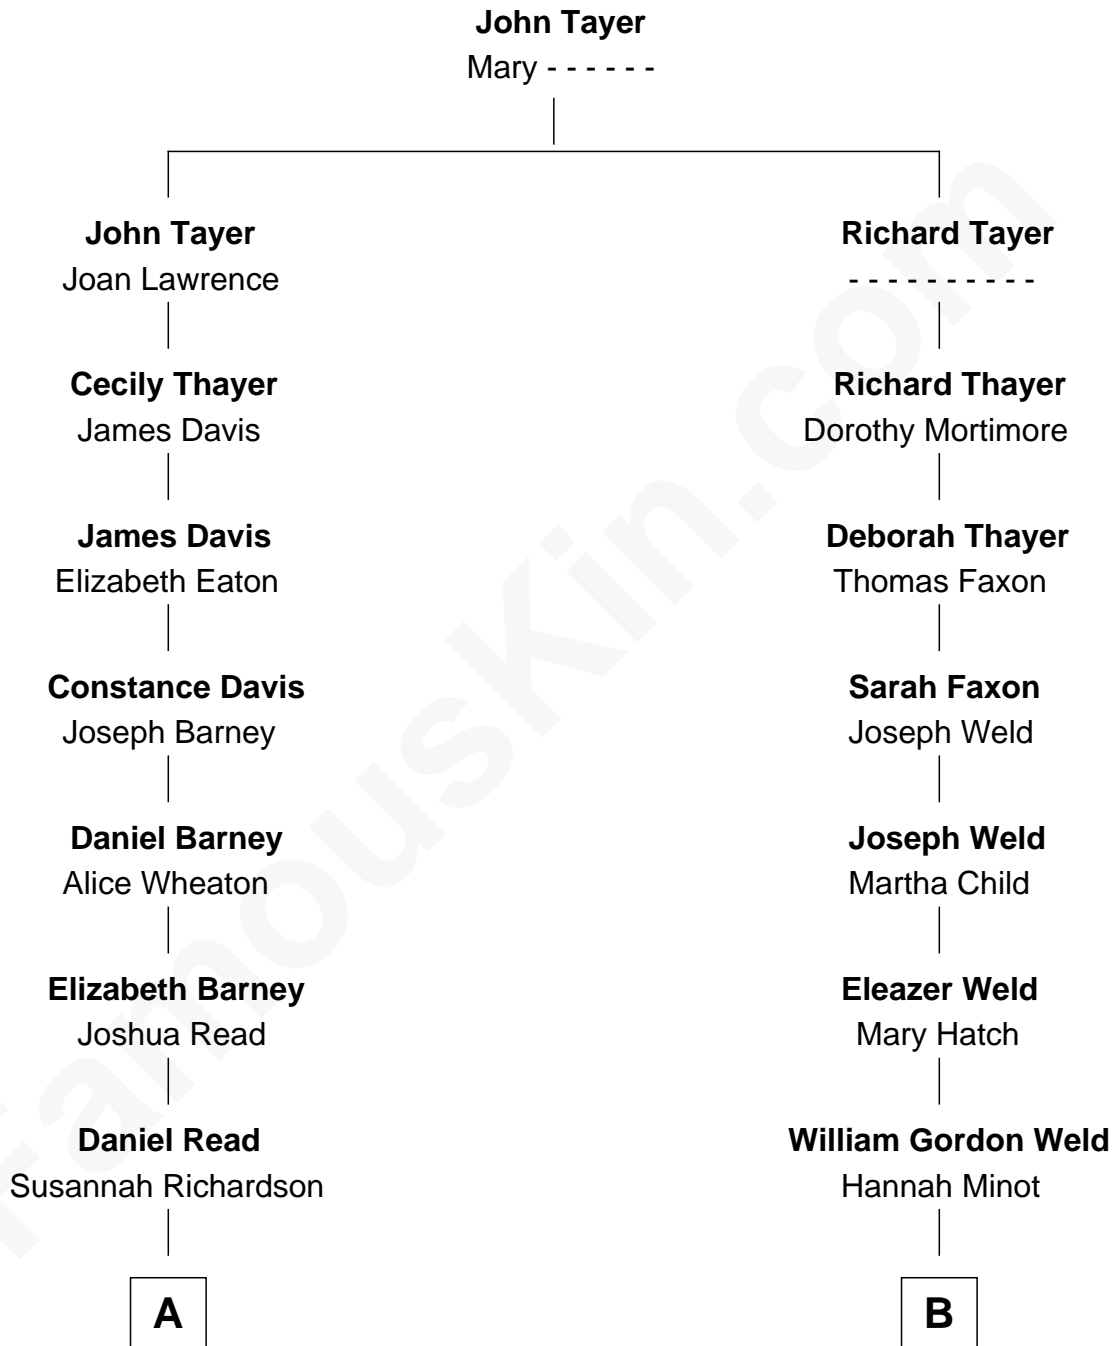 John Tayer
Mary - - - - - -
John Tayer
Joan Lawrence
Cecily Thayer
James Davis
James Davis
Elizabeth Eaton
Constance Davis
Joseph Barney
Daniel Barney
Alice Wheaton
Elizabeth Barney
Joshua Read
Daniel Read
Susannah Richardson
A
Richard Tayer
- - - - - - - - - -
Richard Thayer
Dorothy Mortimore
Deborah Thayer
Thomas Faxon
Sarah Faxon
Joseph Weld
Joseph Weld
Martha Child
Eleazer Weld
Mary Hatch
William Gordon Weld
Hannah Minot
B
FamousKin.com